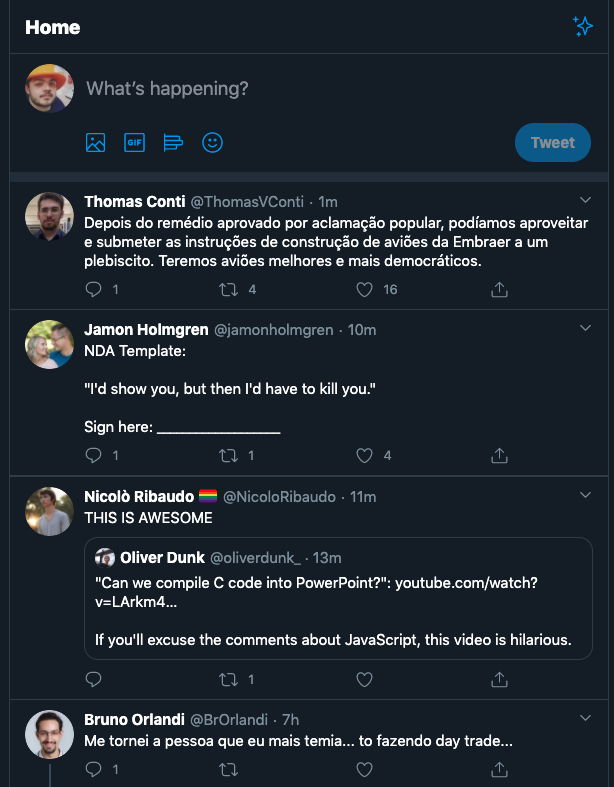 Home
What's happening?
GIF
Tweet
Thomas Conti @ThomasVConti · 1m
Depois do remédio aprovado por aclamação popular, podíamos aproveitar
e submeter as instruções de construção de aviões da Embraer a um
plebiscito. Teremos aviões melhores e mais democráticos.
1 4 16
Jamon Holmgren @jamonholmgren · 10m
NDA Template:
"I'd show you, but then I'd have to kill you."
Sign here: __________________
1 1 4
Nicolò Ribaudo 🏳️‍🌈 @NicoloRibaudo · 11m
THIS IS AWESOME
Oliver Dunk @oliverdunk_ · 13m
"Can we compile C code into PowerPoint?": youtube.com/watch?
v=LArkm4...
If you'll excuse the comments about JavaScript, this video is hilarious.
1
Bruno Orlandi @BrOrlandi · 7h
Me tornei a pessoa que eu mais temia... to fazendo day trade...
1